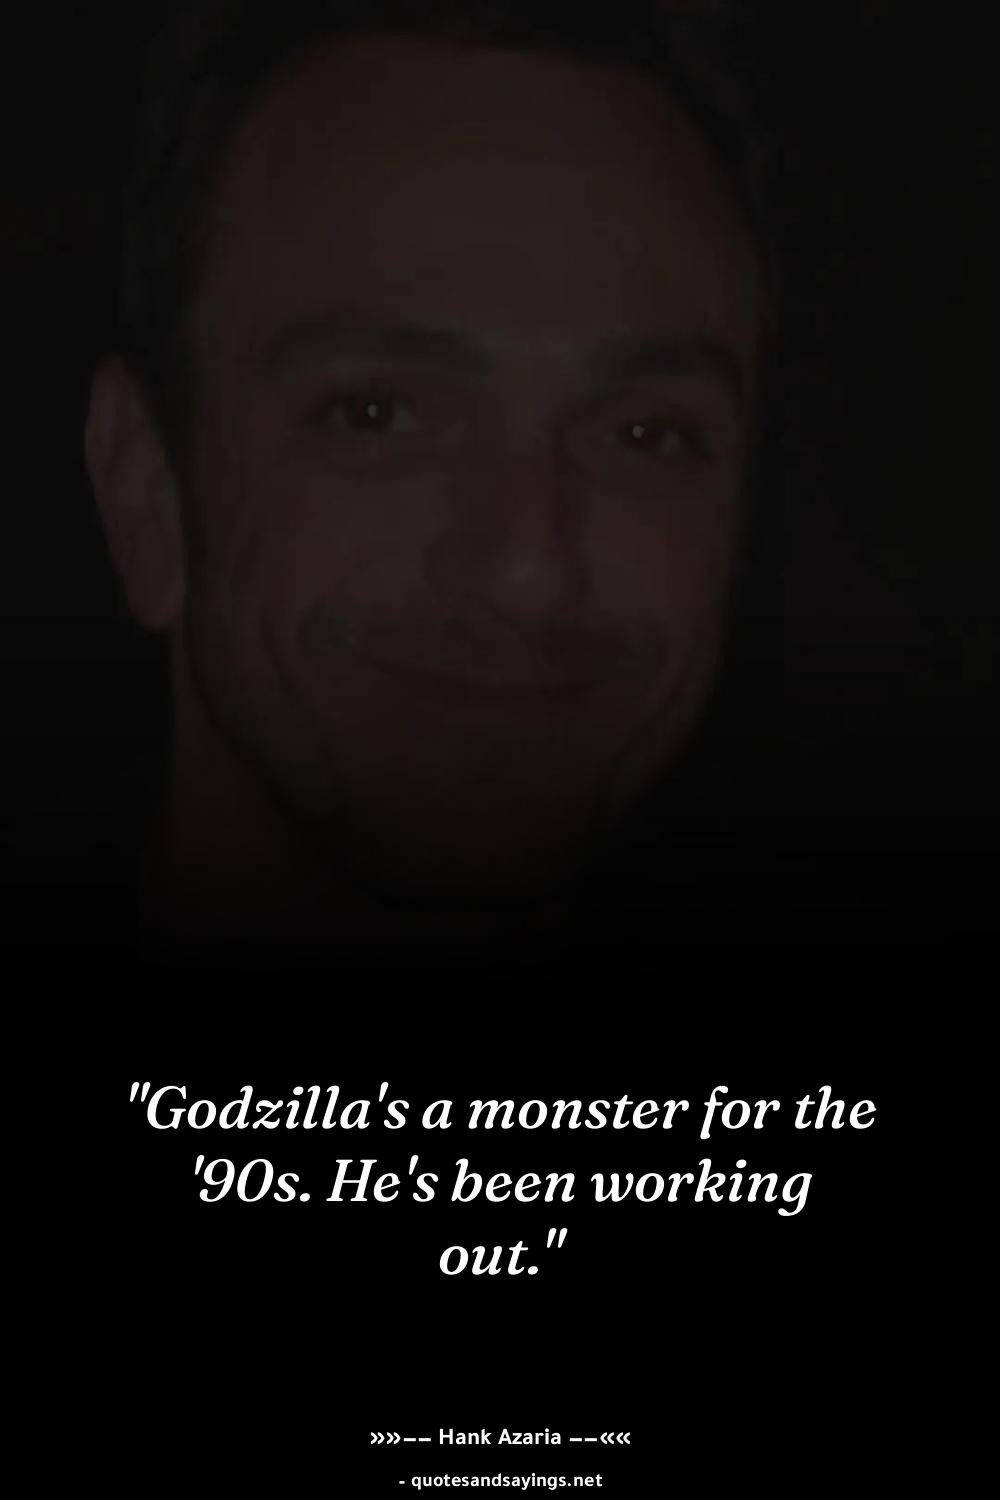 "Godzilla's a monster for the
'90s. He's been working
out."
»»−− Hank Azaria −−««
- quotesandsayings.net